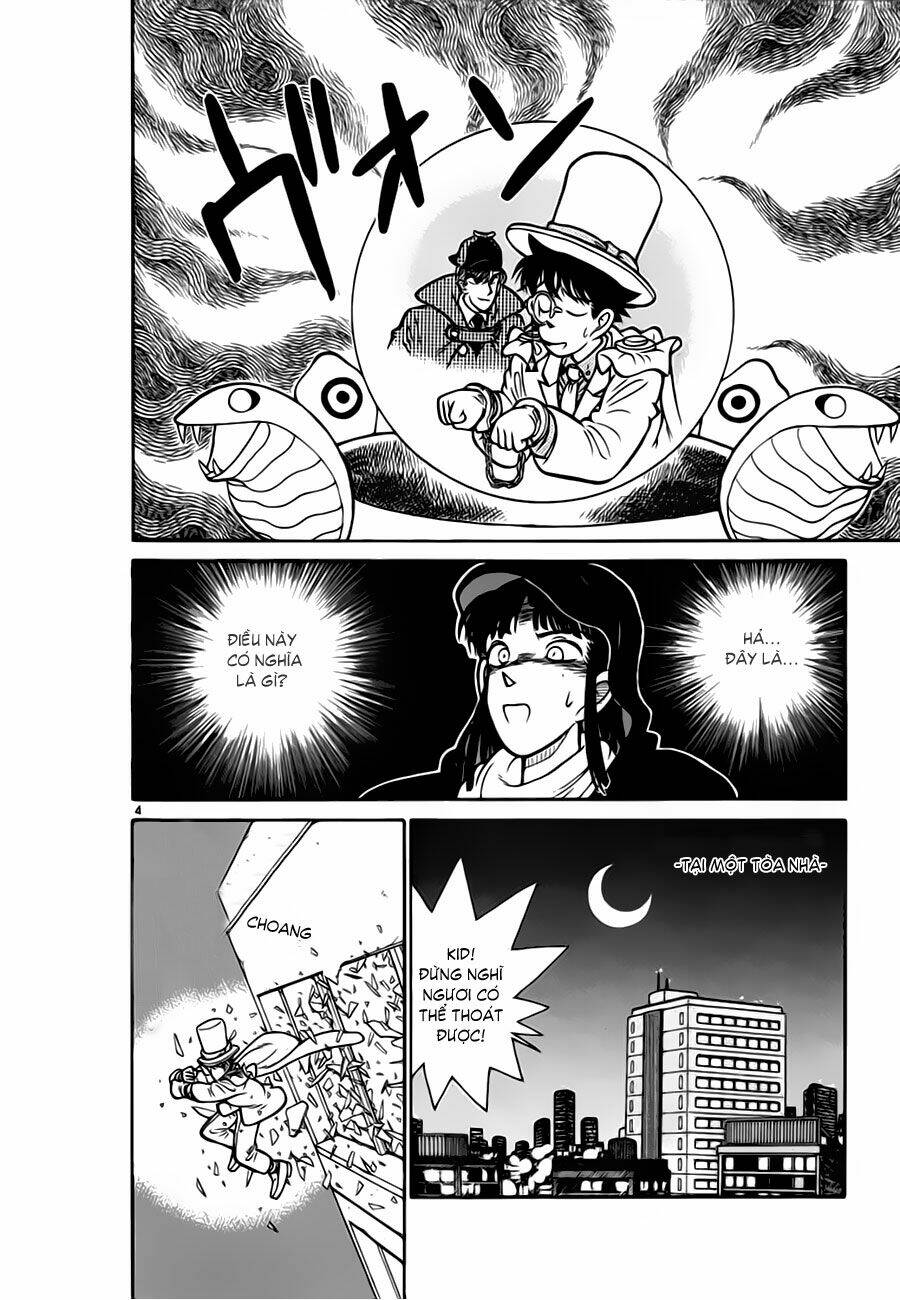 ヴォン
HẢ...
ĐÂY LÀ...
ĐIỀU NÀY
CÓ NGHĨA
LÀ GÌ?
4
-TẠI MỘT TÒA NHÀ-
KID!
ĐỪNG NGHĨ
NGƯƠI CÓ
THỂ THOÁT
ĐƯỢC!
CHOANG